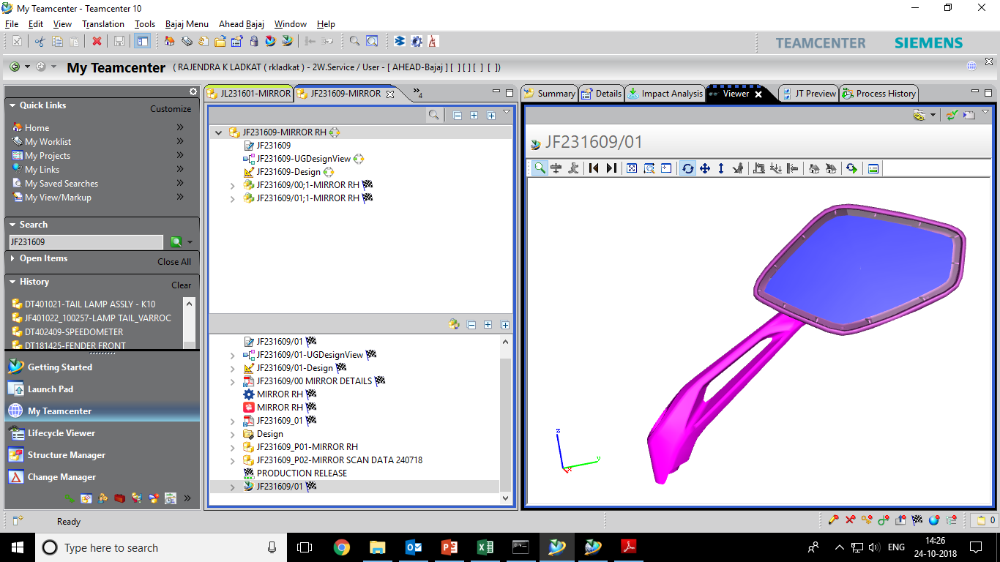 My Teamcenter - Teamcenter 10
File Edit View Translation Tools Bajaj Menu Ahead Bajaj Window Help
TEAMCENTER SIEMENS
My Teamcenter ( RAJENDRA K LADKAT ( rkladkat ) - 2W.Service / User - [ AHEAD-Bajaj ] [ ] [ ] [ ] [ ])
Quick Links
Customize
Home
My Worklist
My Projects
My Links
My Saved Searches
My View/Markup
Search
JF231609
Open Items
Close All
History
Clear
DT401021-TAIL LAMP ASSLY - K10
JF401022_100257-LAMP TAIL_VARROC
DT402409-SPEEDOMETER
DT181425-FENDER FRONT
Getting Started
Launch Pad
My Teamcenter
Lifecycle Viewer
Structure Manager
Change Manager
JL231601-MIRROR JF231609-MIRROR 4
JF231609-MIRROR RH
JF231609
JF231609-UGDesignView
JF231609-Design
JF231609/00;1-MIRROR RH
JF231609/01;1-MIRROR RH
JF231609/01
JF231609/01-UGDesignView
JF231609/01-Design
JF231609/00 MIRROR DETAILS
MIRROR RH
MIRROR RH
JF231609_01
Design
JF231609_P01-MIRROR RH
JF231609_P02-MIRROR SCAN DATA 240718
PRODUCTION RELEASE
JF231609/01
Summary Details Impact Analysis Viewer JT Preview Process History
JF231609/01
z
y
x
Ready
0
Type here to search
ENG
14:26
24-10-2018